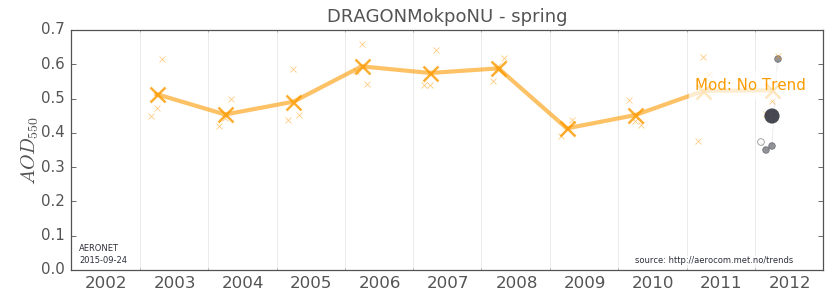 DRAGONMokpoNU - spring
0.7
0.6
0.5
0.4
0.3
0.2
0.1
0.0
AOD550
Mod: No Trend
AERONET
2015-09-24
source: http://aerocom.met.no/trends
2002 2003 2004 2005 2006 2007 2008 2009 2010 2011 2012